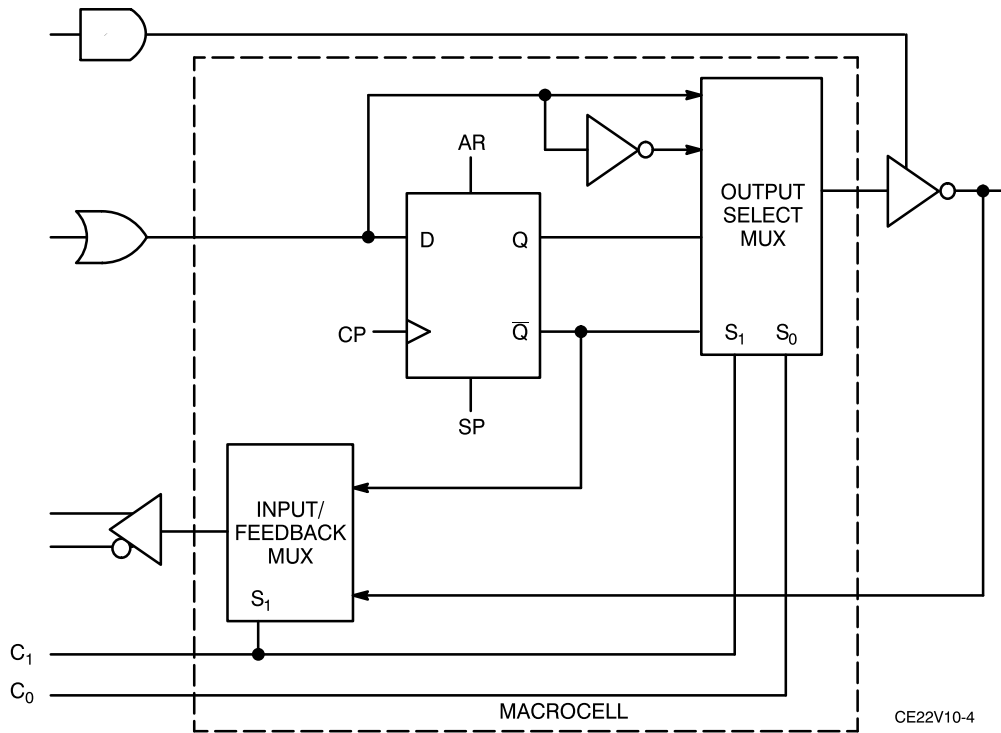 AR
OUTPUT
SELECT
MUX
D
Q
CP
Q̅
S₁
S₀
SP
INPUT/
FEEDBACK
MUX
S₁
C₁
C₀
MACROCELL
CE22V10-4